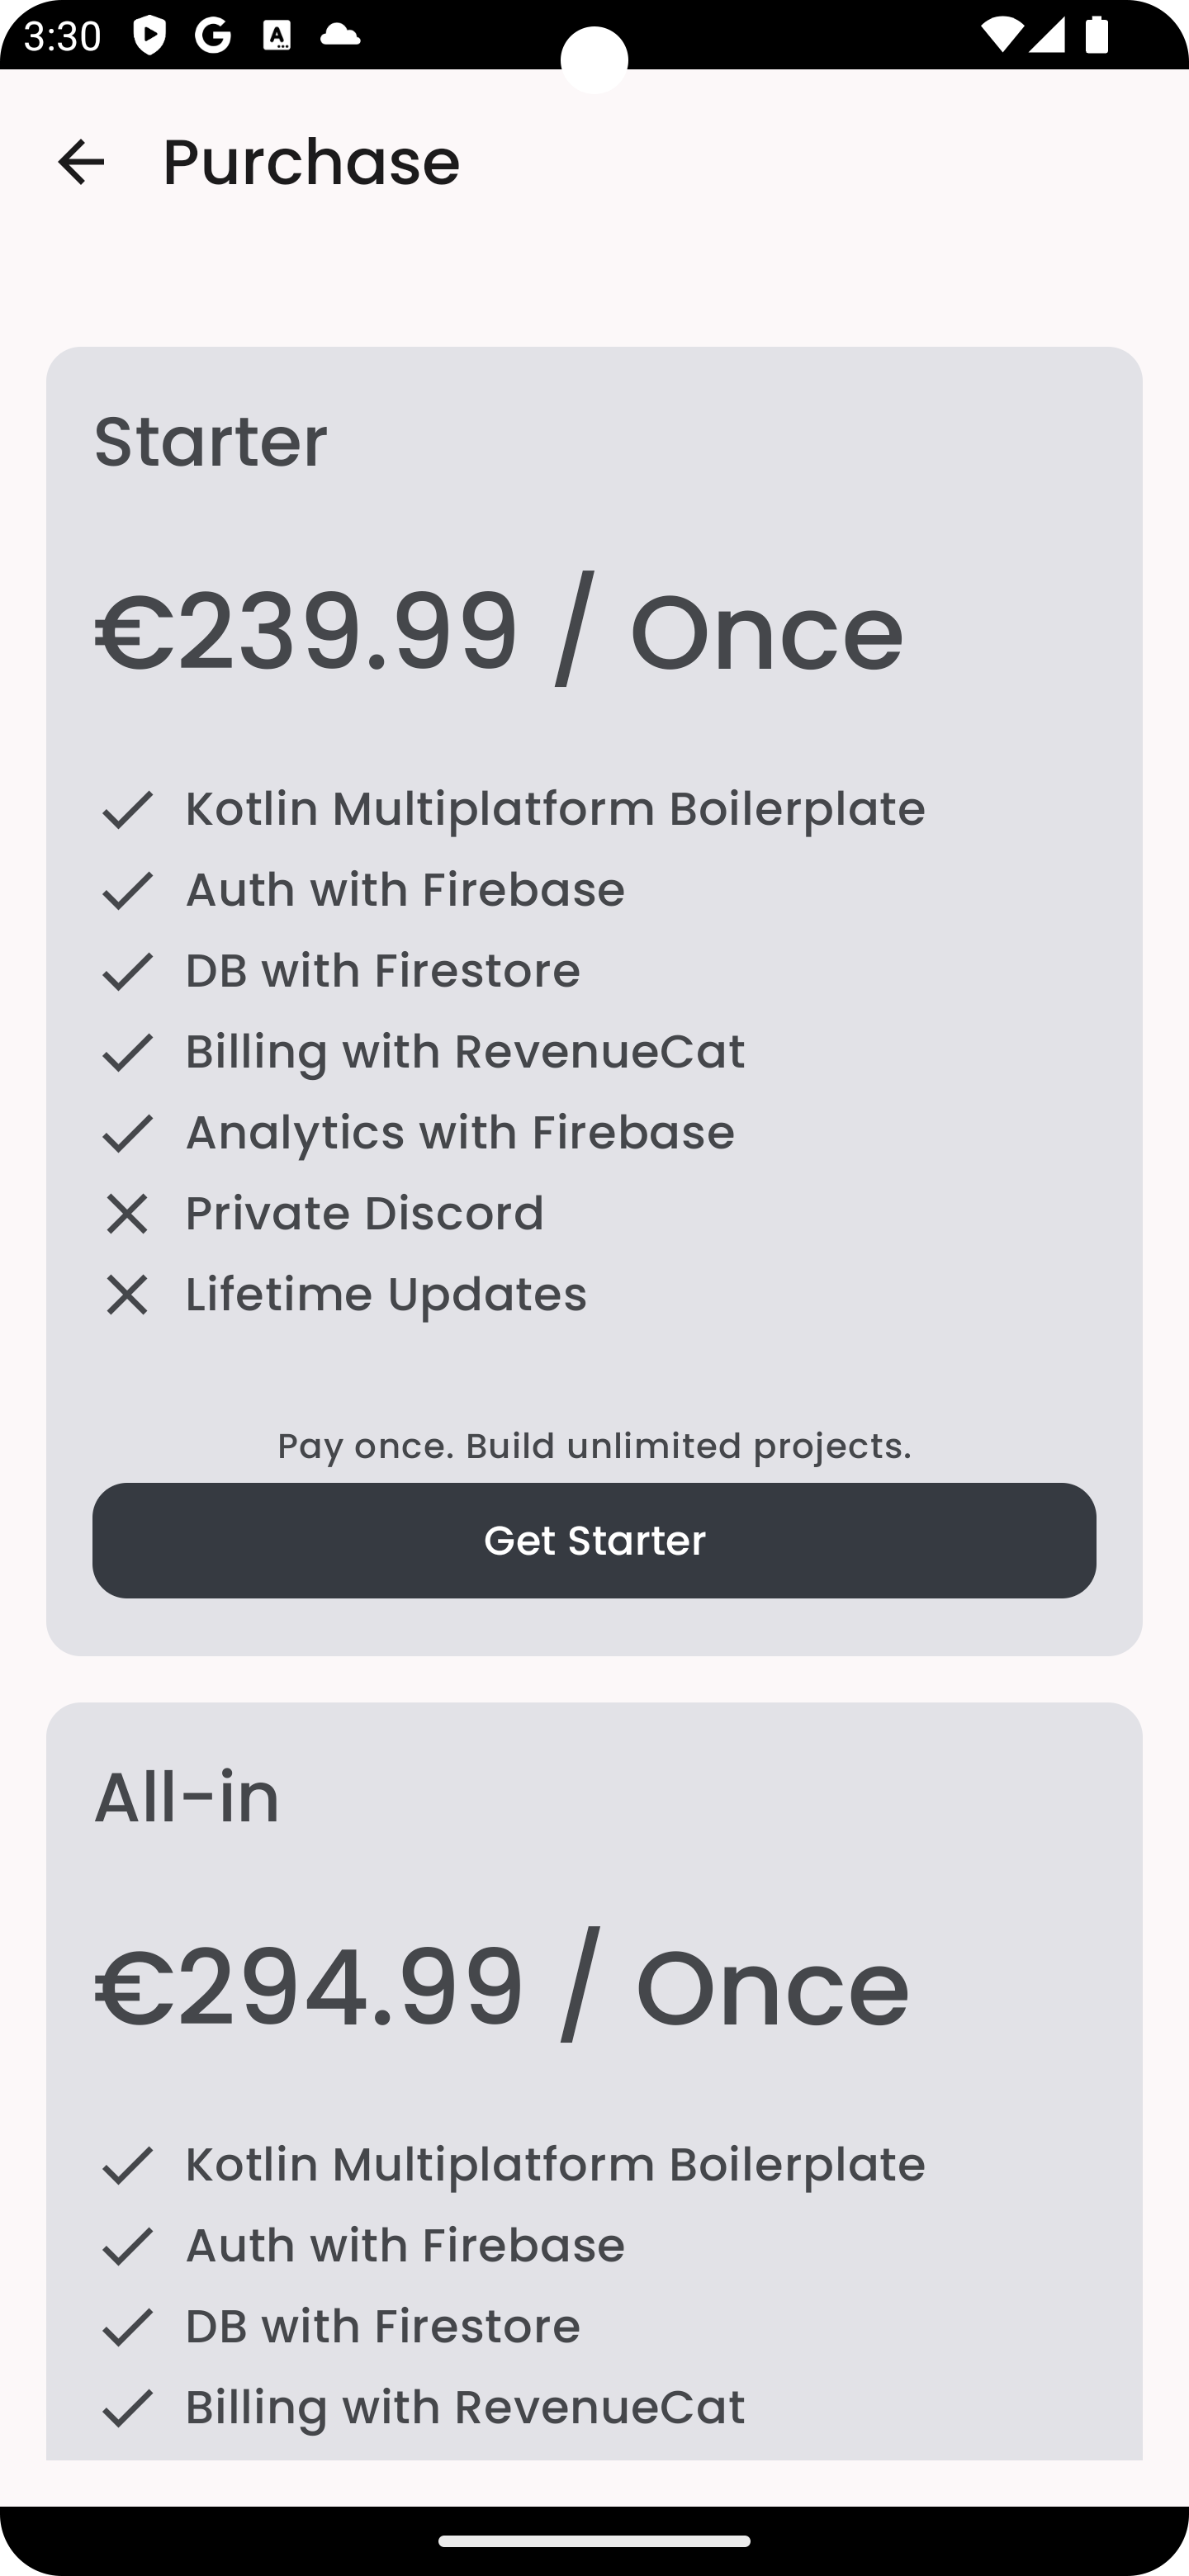 3:30
Purchase
Starter
€239.99 / Once
Kotlin Multiplatform Boilerplate
Auth with Firebase
DB with Firestore
Billing with RevenueCat
Analytics with Firebase
Private Discord
Lifetime Updates
Pay once. Build unlimited projects.
Get Starter
All-in
€294.99 / Once
Kotlin Multiplatform Boilerplate
Auth with Firebase
DB with Firestore
Billing with RevenueCat